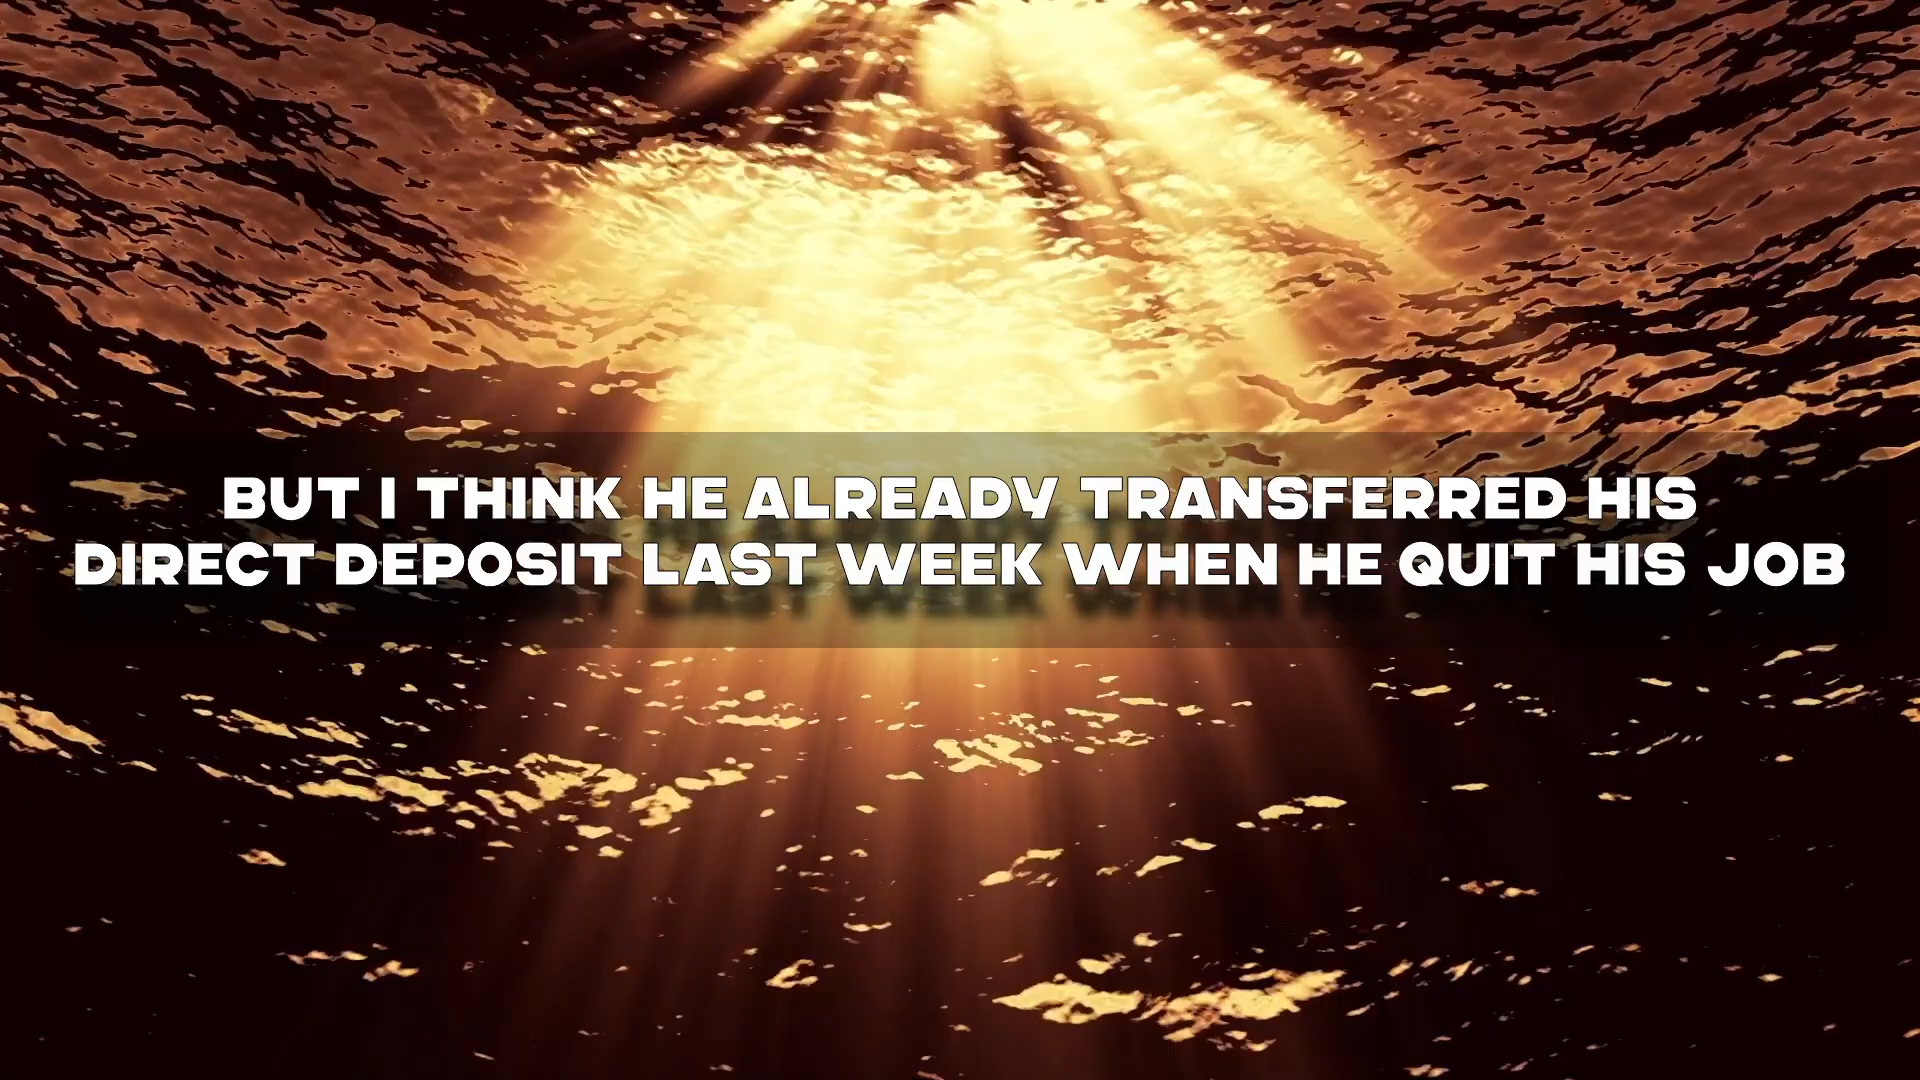 BUT I THINK HE ALREADY TRANSFERRED HIS
DIRECT DEPOSIT LAST WEEK WHEN HE QUIT HIS JOB